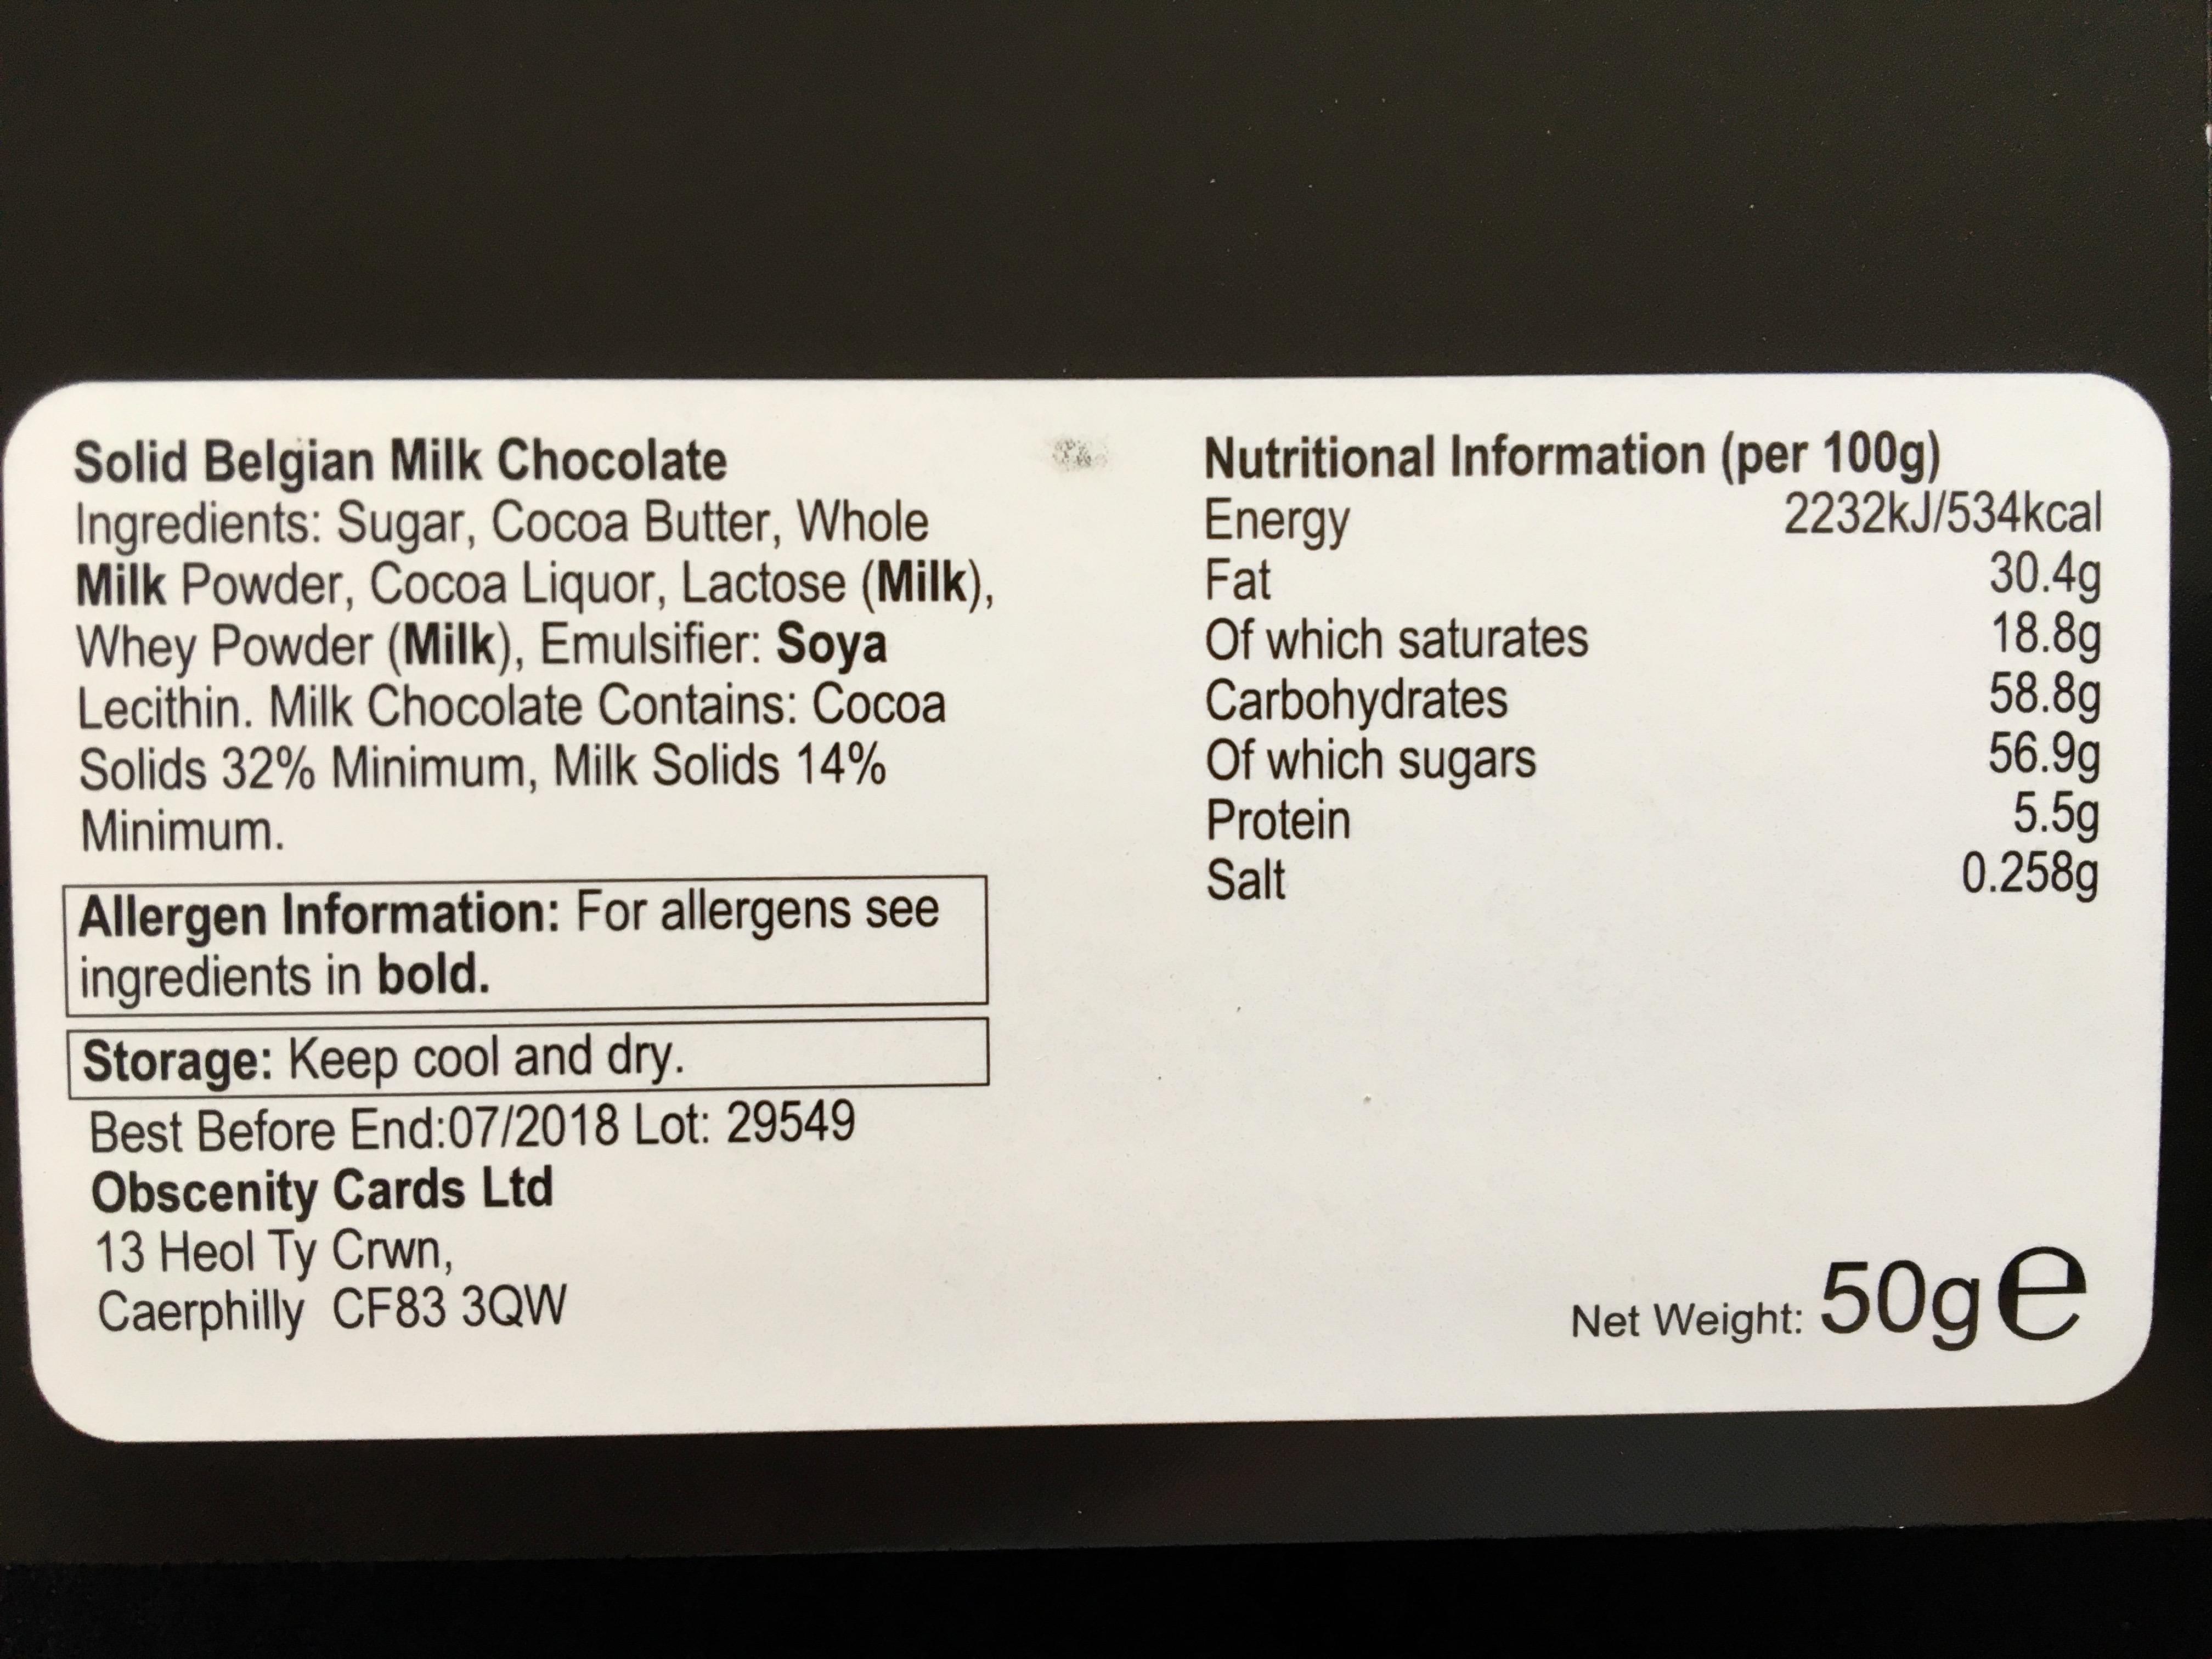 Solid Belgian Milk Chocolate
Ingredients: Sugar, Cocoa Butter, Whole
Milk Powder, Cocoa Liquor, Lactose (Milk),
Whey Powder (Milk), Emulsifier: Soya
Lecithin. Milk Chocolate Contains: Cocoa
Solids 32% Minimum, Milk Solids 14%
Minimum.
Allergen Information: For allergens see
ingredients in bold.
Storage: Keep cool and dry.
Best Before End:07/2018 Lot: 29549
Obscenity Cards Ltd
13 Heol Ty Crwn,
Caerphilly CF83 3QW
Nutritional Information (per 100g)
Energy 2232kJ/534kcal
Fat 30.4g
Of which saturates 18.8g
Carbohydrates 58.8g
Of which sugars 56.9g
Protein 5.5g
Salt 0.258g
Net Weight: 50g e